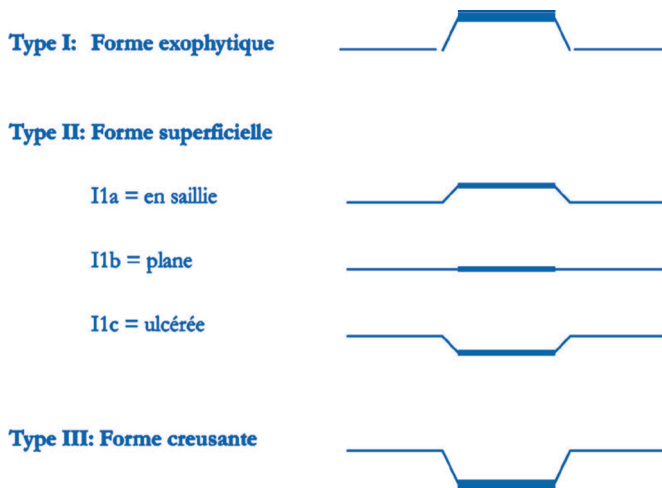 Type I: Forme exophytique
Type II: Forme superficielle
I1a = en saillie
I1b = plane
I1c = ulcérée
Type III: Forme creusante